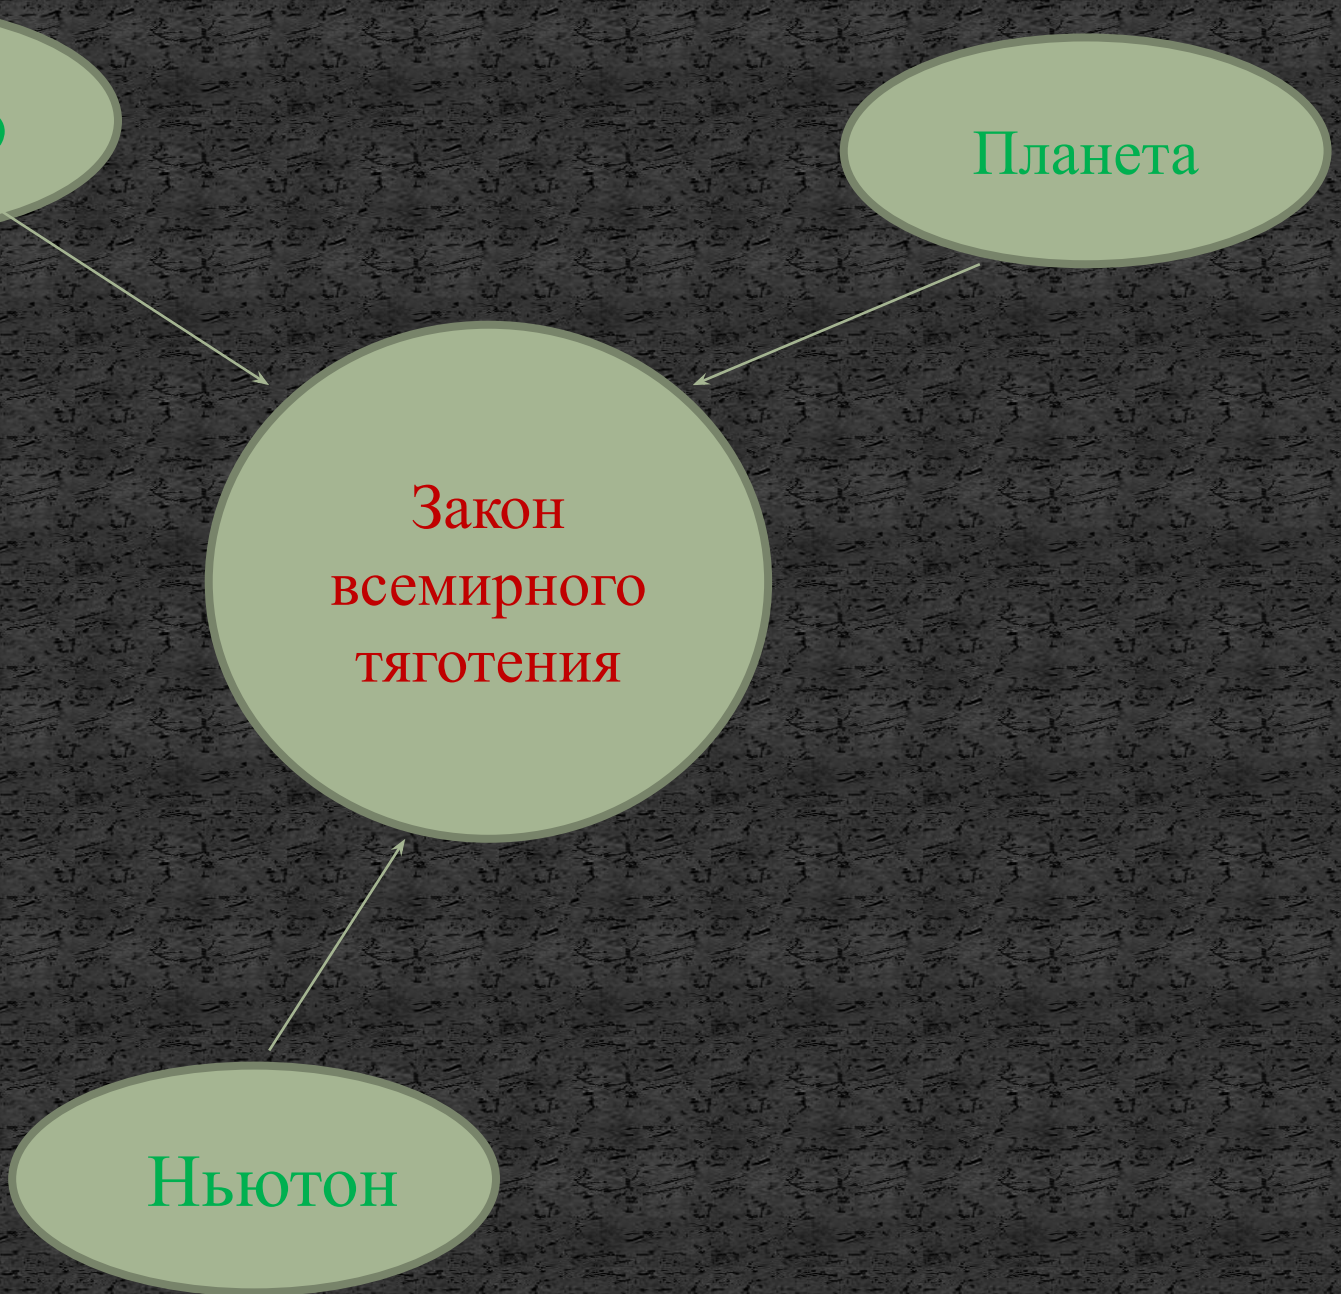 Планета
Закон
всемирного
тяготения
Ньютон